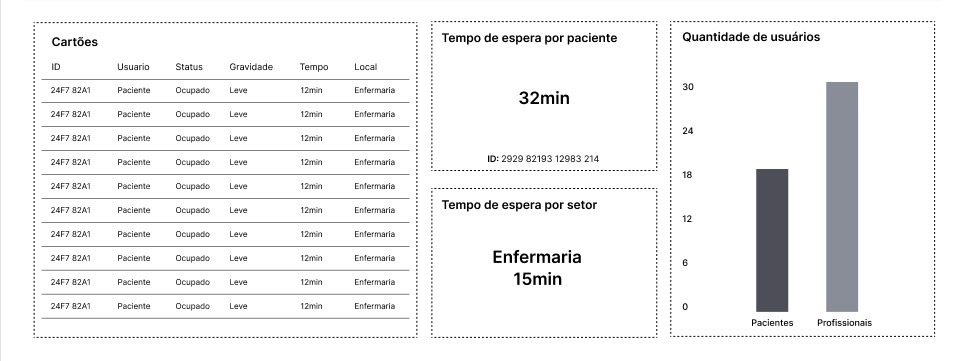 Cartões
ID Usuario Status Gravidade Tempo Local
24F7 82A1 Paciente Ocupado Leve 12min Enfermaria
24F7 82A1 Paciente Ocupado Leve 12min Enfermaria
24F7 82A1 Paciente Ocupado Leve 12min Enfermaria
24F7 82A1 Paciente Ocupado Leve 12min Enfermaria
24F7 82A1 Paciente Ocupado Leve 12min Enfermaria
24F7 82A1 Paciente Ocupado Leve 12min Enfermaria
24F7 82A1 Paciente Ocupado Leve 12min Enfermaria
24F7 82A1 Paciente Ocupado Leve 12min Enfermaria
24F7 82A1 Paciente Ocupado Leve 12min Enfermaria
24F7 82A1 Paciente Ocupado Leve 12min Enfermaria
Tempo de espera por paciente
32min
ID: 2929 82193 12983 214
Tempo de espera por setor
Enfermaria
15min
Quantidade de usuários
30
24
18
12
6
0
Pacientes Profissionais